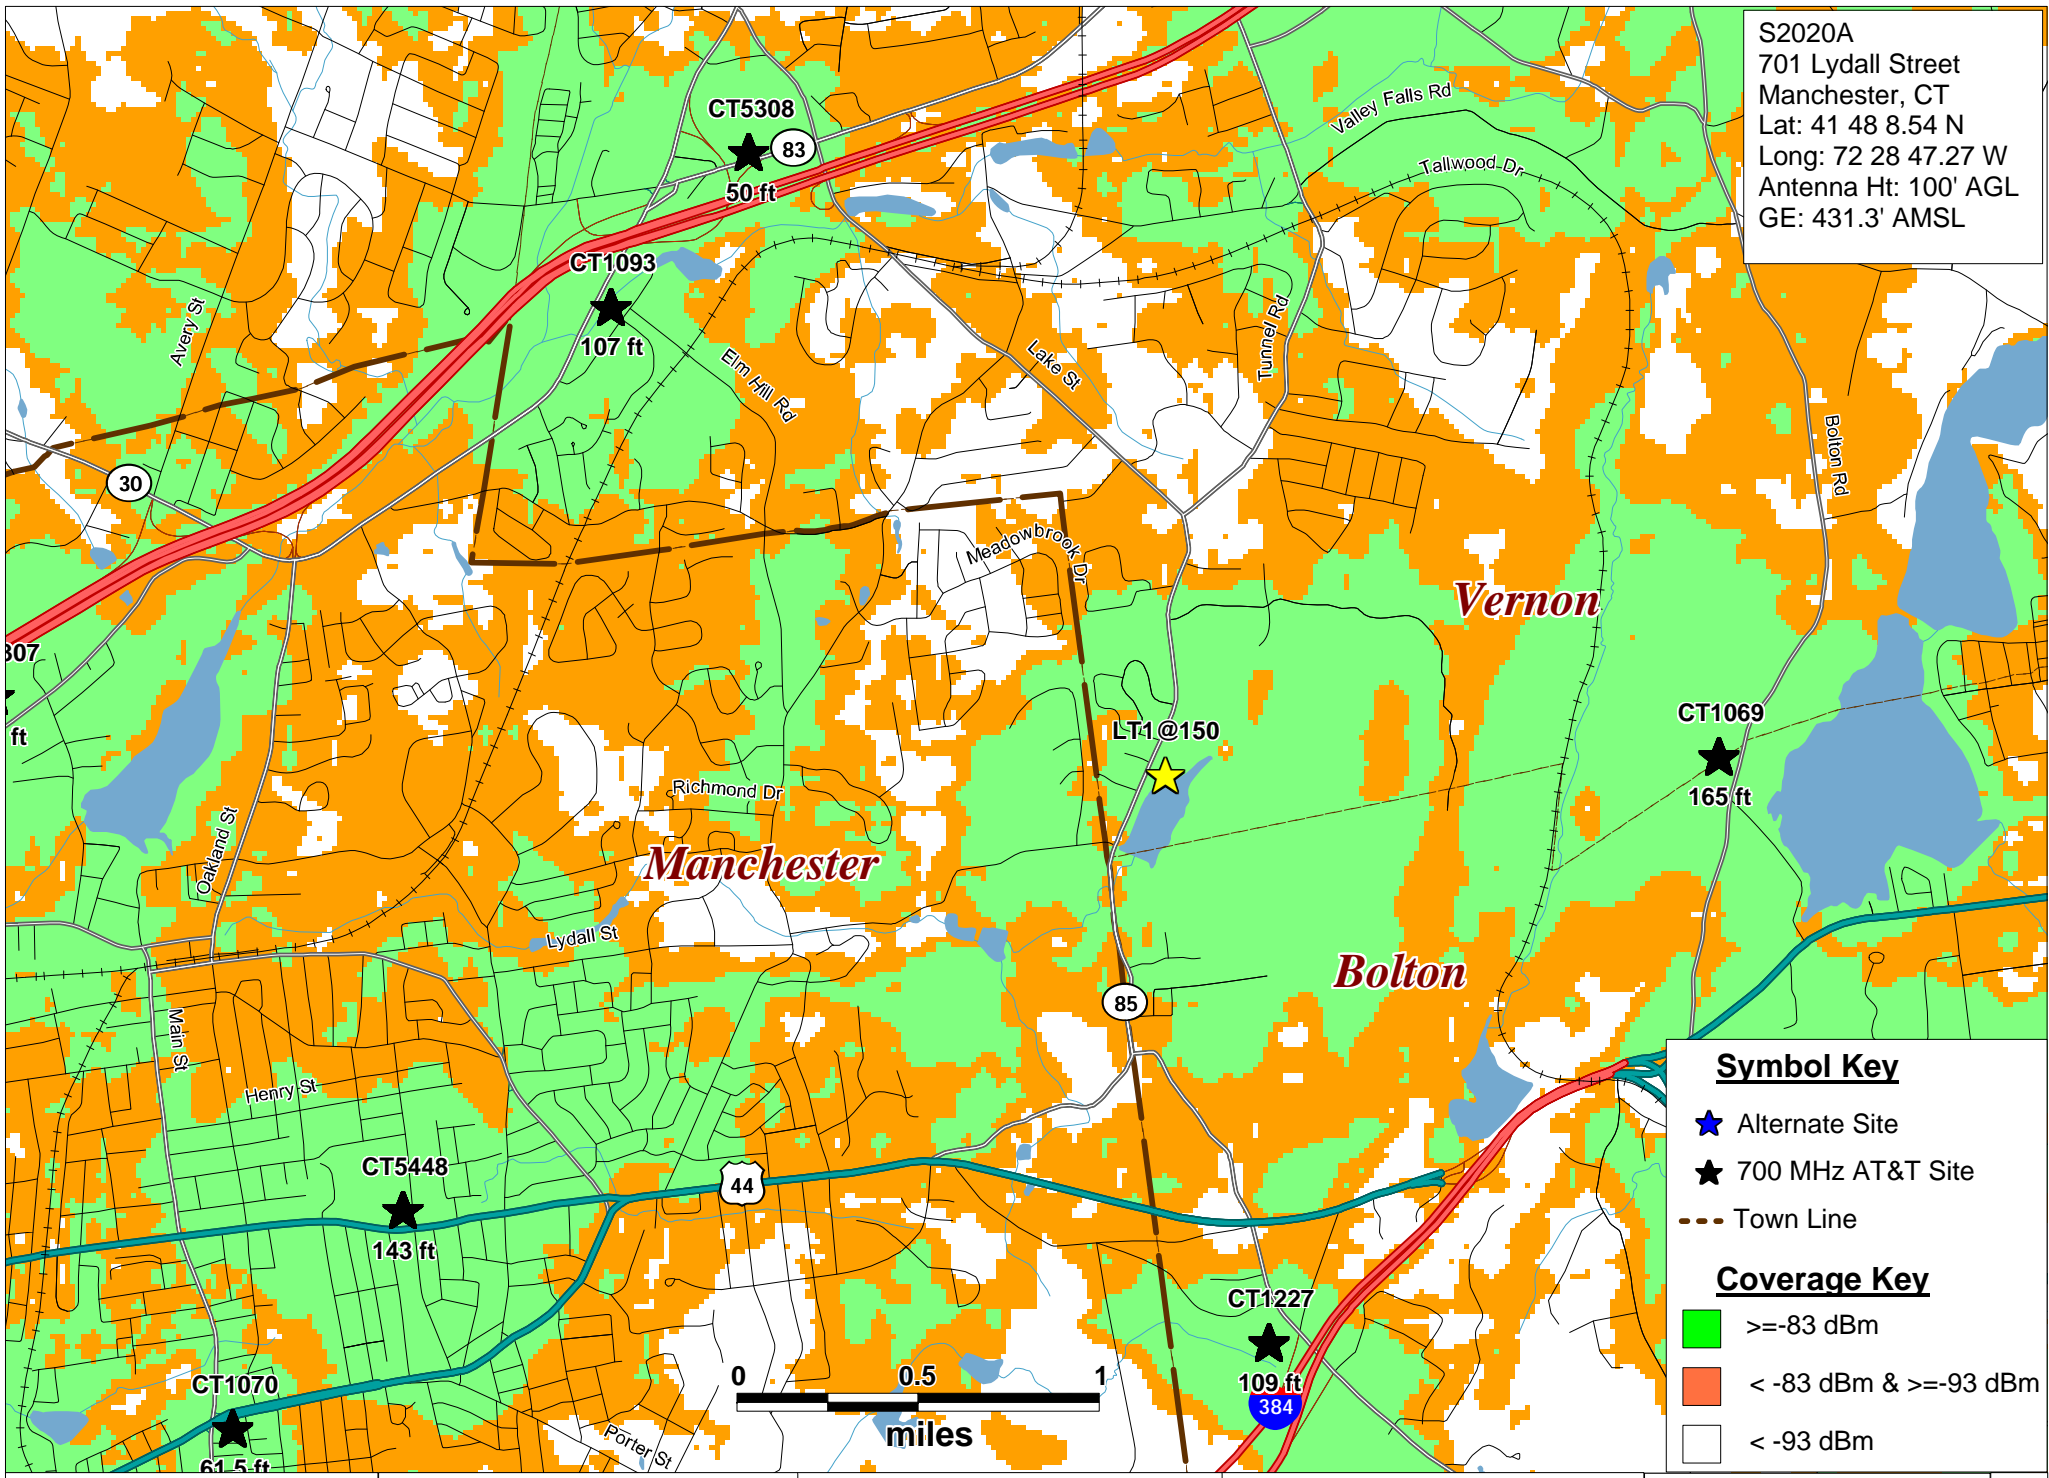 S2020A
701 Lydall Street
Manchester, CT
Lat: 41 48 8.54 N
Long: 72 28 47.27 W
Antenna Ht: 100' AGL
GE: 431.3' AMSL
CT5308
83
50 ft
Valley Falls Rd
Tallwood Dr
CT1093
107 ft
Avery St
Elm Hill Rd
Lake St
Tunnel Rd
Bolton Rd
30
Meadowbrook Dr
Vernon
307
ft
LT1@150
CT1069
165 ft
Richmond Dr
Oakland St
Manchester
Lydall St
Bolton
85
Main St
Henry St
CT5448
143 ft
44
CT1227
109 ft
384
CT1070
61.5 ft
Porter St
0 0.5 1
miles
Symbol Key
Alternate Site
700 MHz AT&T Site
Town Line
Coverage Key
>=-83 dBm
< -83 dBm & >=-93 dBm
< -93 dBm